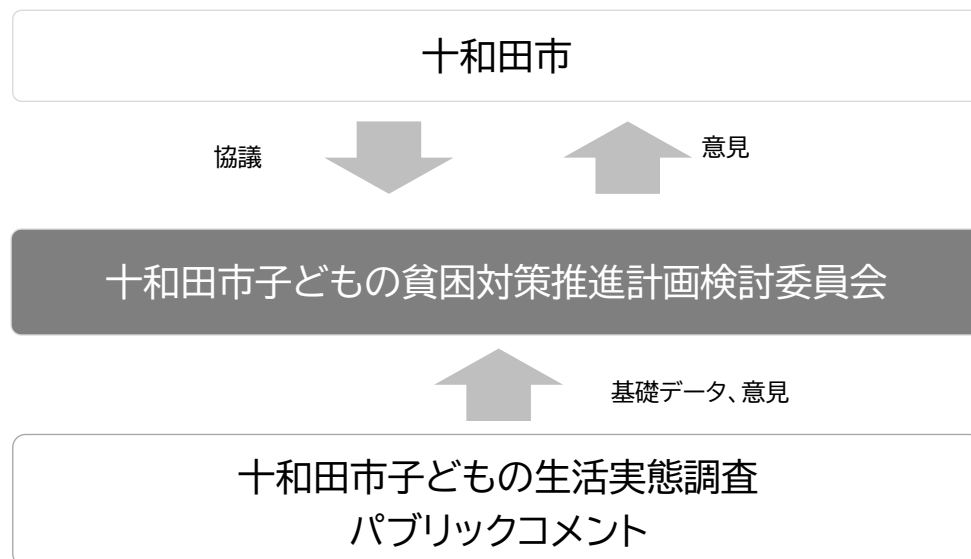 十和田市
協議
意見
十和田市子どもの貧困対策推進計画検討委員会
基礎データ、意見
十和田市子どもの生活実態調査
パブリックコメント